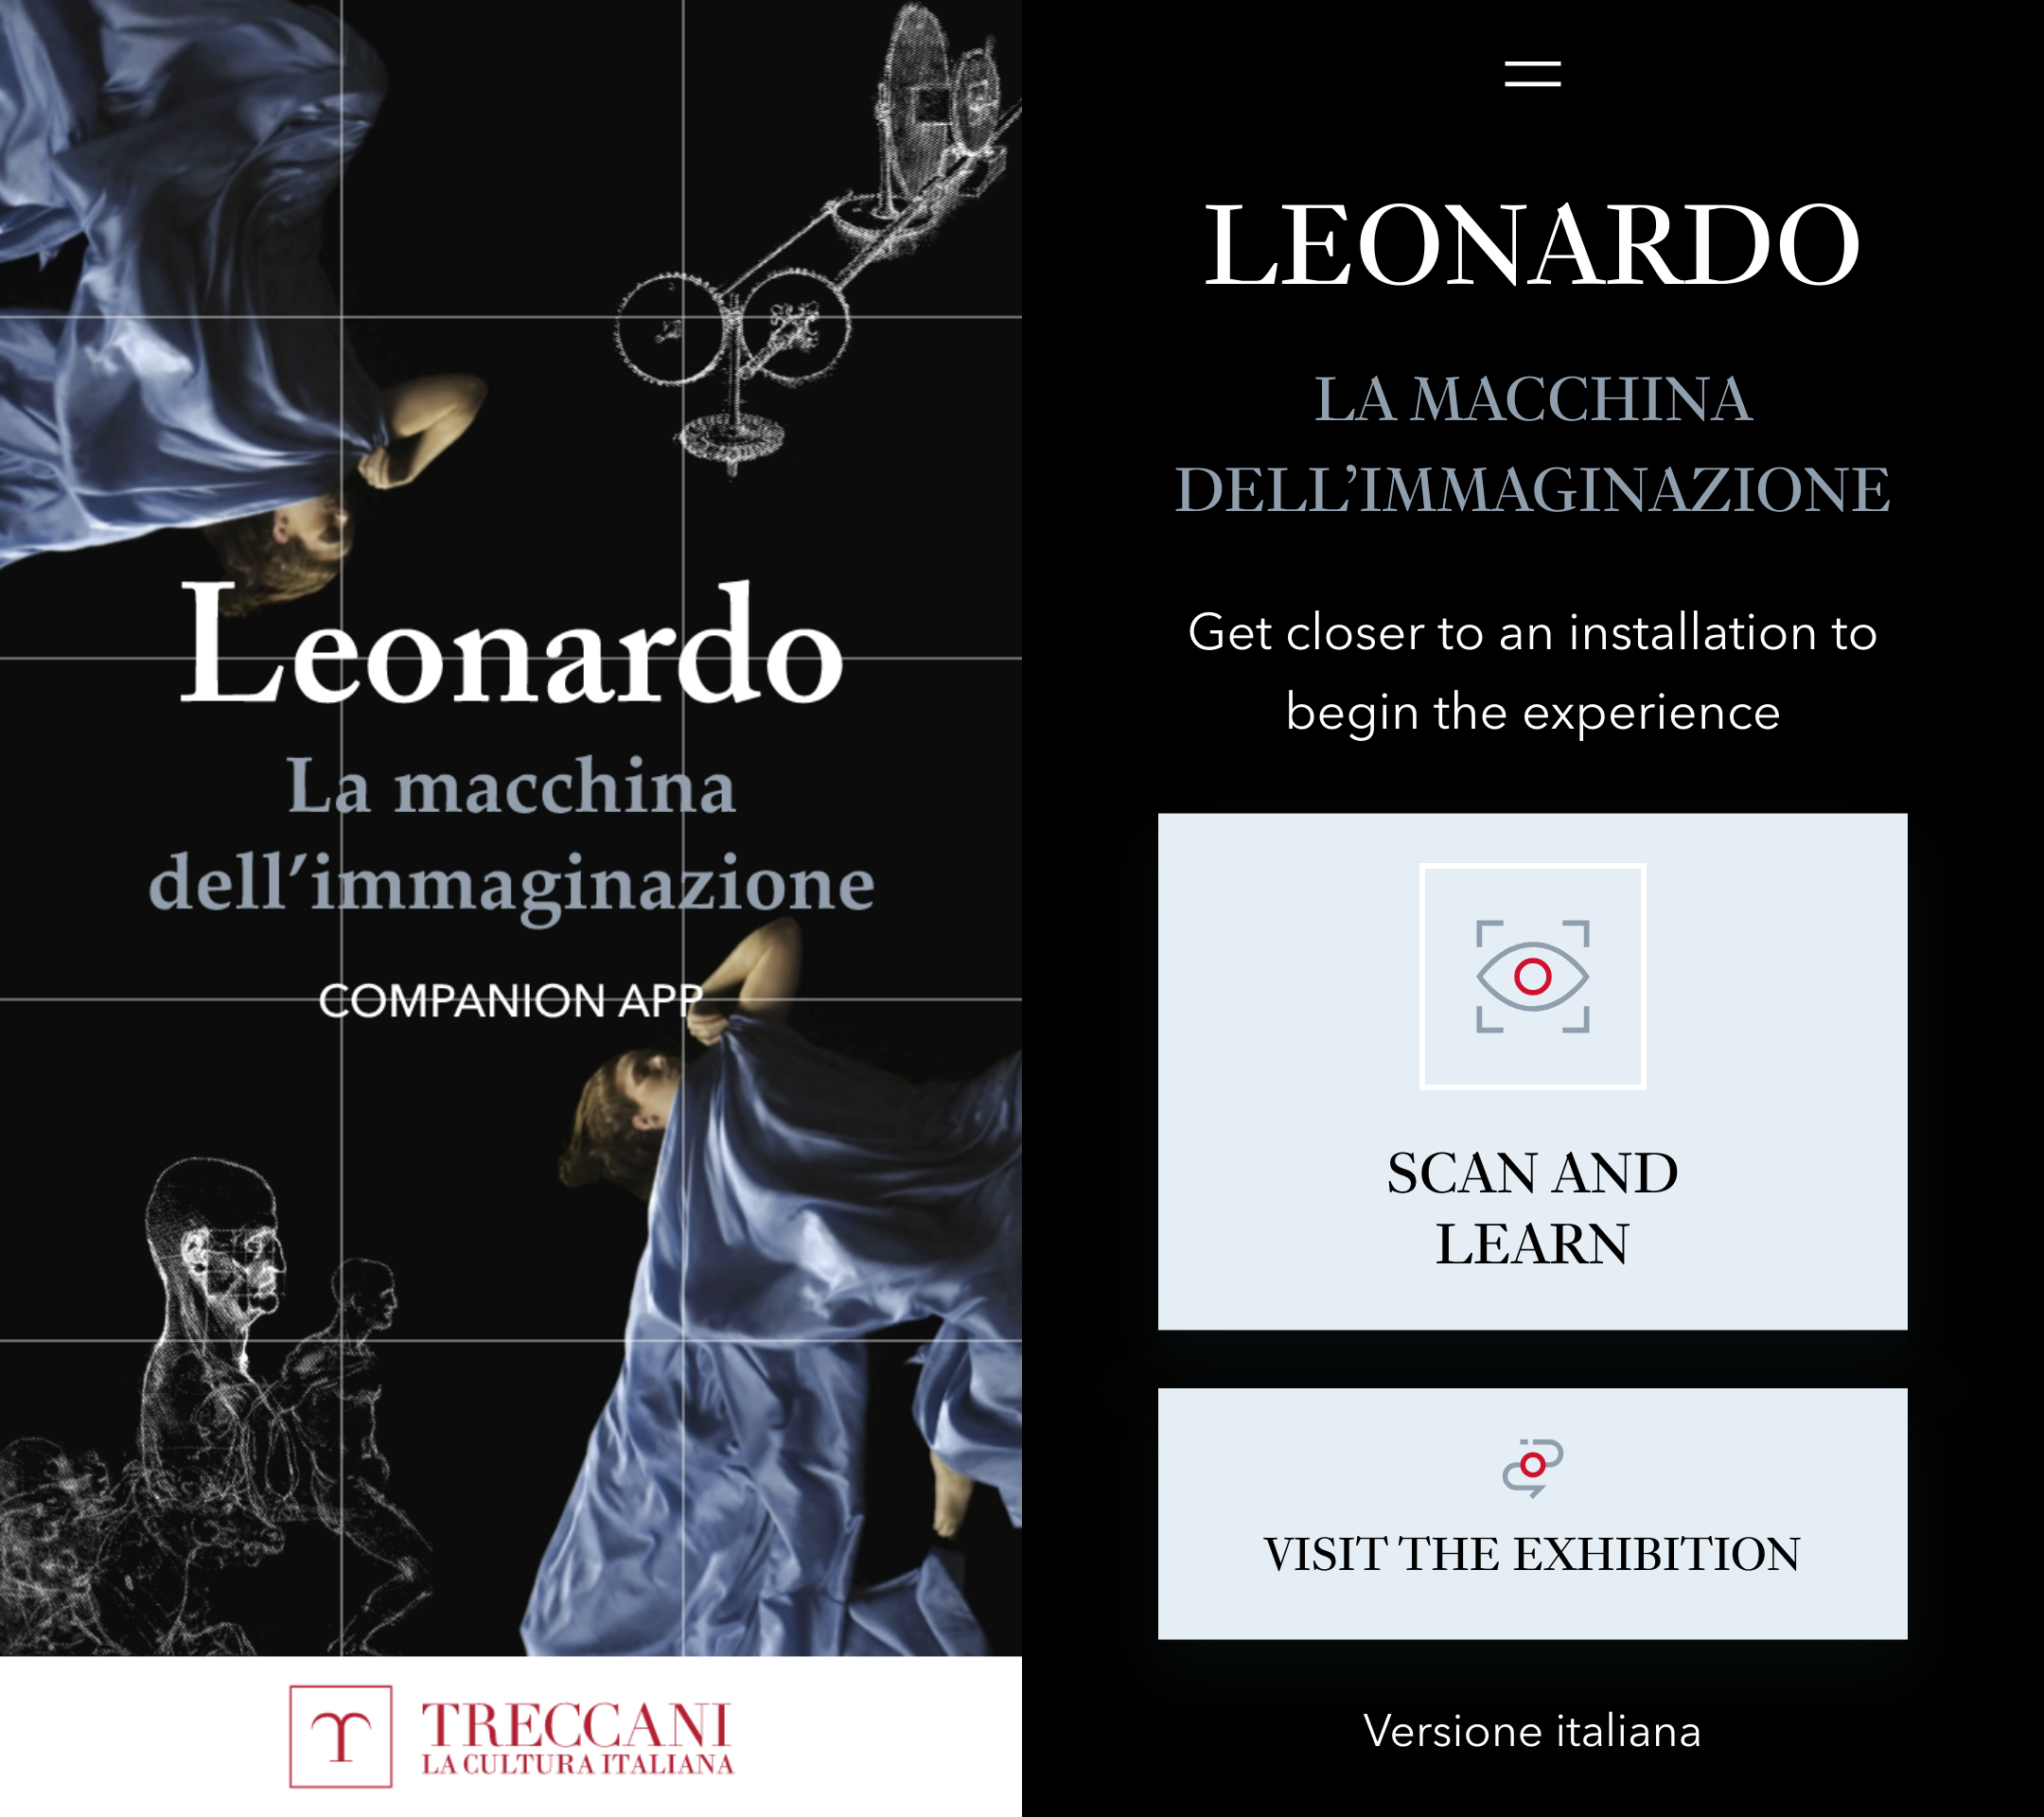 Leonardo
La macchina
dell’immaginazione
COMPANION APP
TRECCANI
LA CULTURA ITALIANA
LEONARDO
LA MACCHINA
DELL’IMMAGINAZIONE
Get closer to an installation to
begin the experience
SCAN AND
LEARN
VISIT THE EXHIBITION
Versione italiana